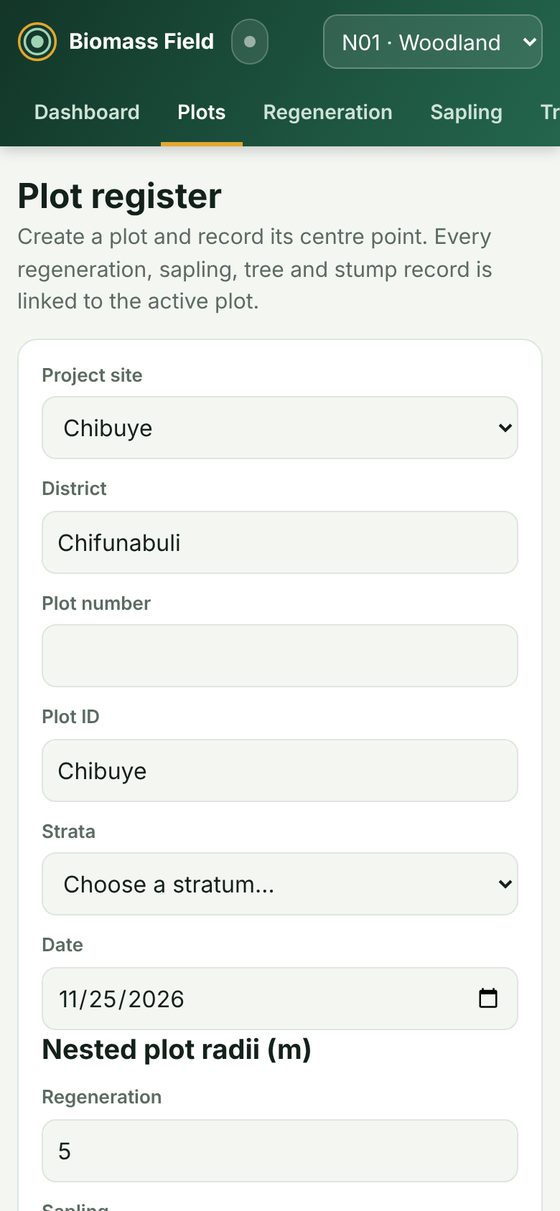 Biomass Field
N01 · Woodland
Dashboard
Plots
Regeneration
Sapling
Tr
Plot register
Create a plot and record its centre point. Every
regeneration, sapling, tree and stump record is
linked to the active plot.
Project site
Chibuye
District
Chifunabuli
Plot number
Plot ID
Chibuye
Strata
Choose a stratum...
Date
11/25/2026
Nested plot radii (m)
Regeneration
5
Sapling